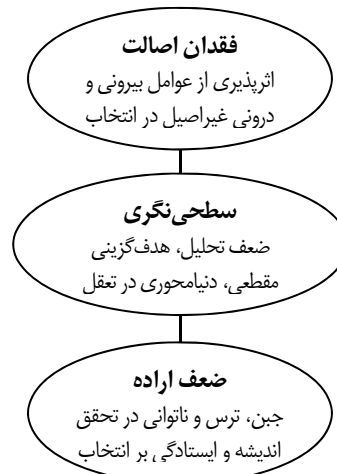 فقدان اصالت
اثرپذیری از عوامل بیرونی و
درونی غیراصیل در انتخاب
سطحی‌نگری
ضعف تحلیل، هدف‌گزینی
مقطعی، دنیامحوری در تعقل
ضعف اراده
جبن، ترس و ناتوانی در تحقق
اندیشه و ایستادگی بر انتخاب